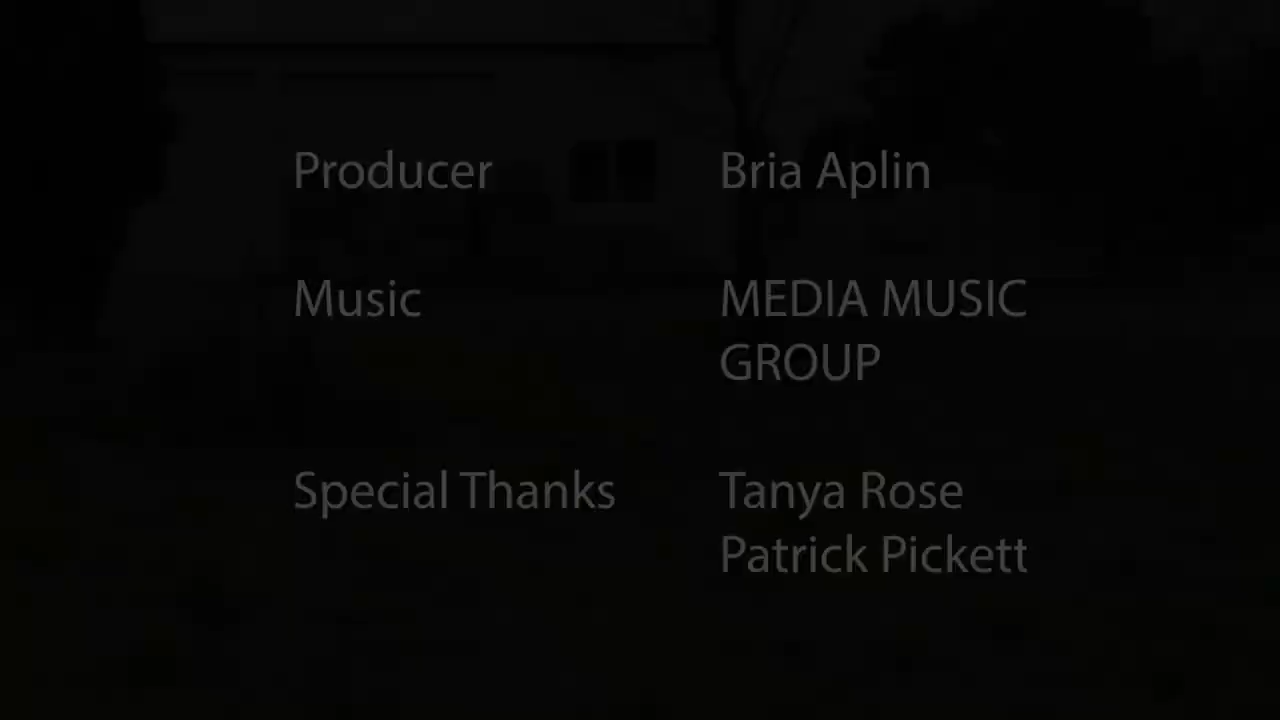 Producer Bria Aplin
Music MEDIA MUSIC
GROUP
Special Thanks Tanya Rose
Patrick Pickett